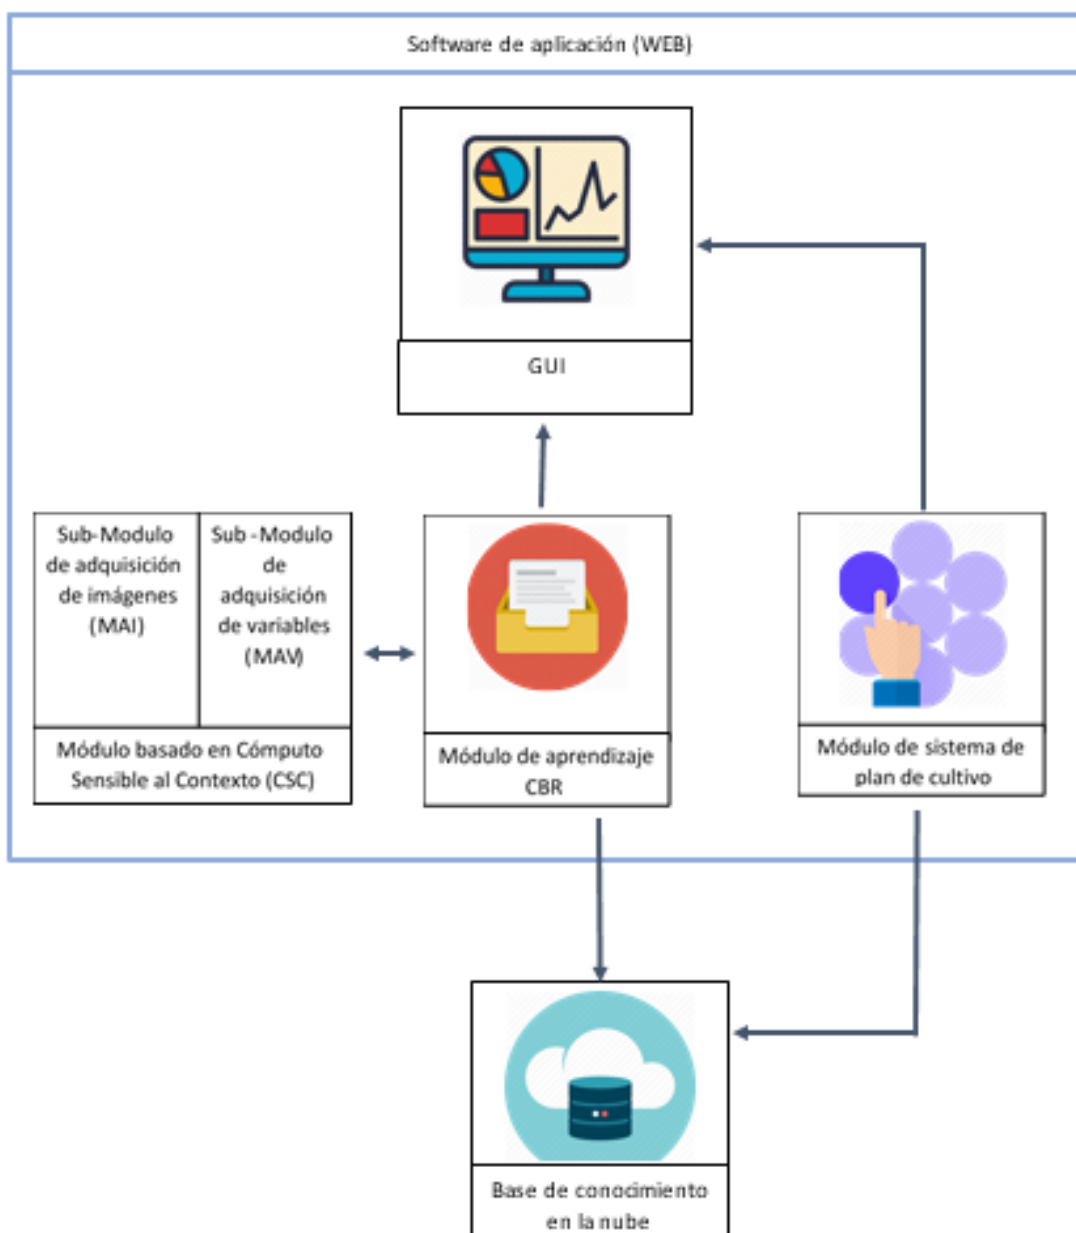 Software de aplicación (WEB)
GUI
Sub-Modulo
de adquisición
de imágenes
(MAI)
Sub -Modulo
de
adquisición
de variables
(MAV)
Módulo basado en Cómputo
Sensible al Contexto (CSC)
Módulo de aprendizaje
CBR
Módulo de sistema de
plan de cultivo
Base de conocimiento
en la nube